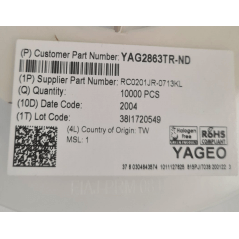 (P) Customer Part Number: YAG2863TR-ND
(1P) Supplier Part Number: RC0201JR-0713KL
(Q) Quantity: 10000 PCS
(10D) Date Code: 2004
(1T) Lot Code: 38I1720549
(4L) Country of Origin: TW
MSL: 1
Halogen free
RoHS
COMPLIANT
YAGEO